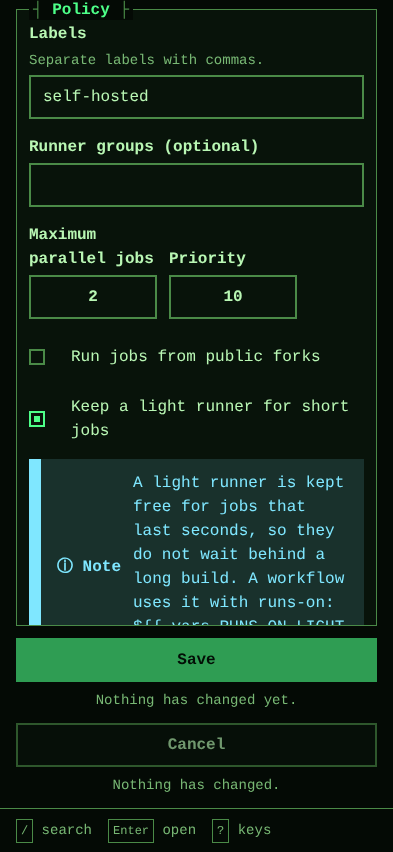 Policy
Labels
Separate labels with commas.
self-hosted
Runner groups (optional)
Maximum
parallel jobs Priority
2 10
Run jobs from public forks
Keep a light runner for short
jobs
A light runner is kept
free for jobs that
last seconds, so they
do not wait behind a
ⓘ Note
long build. A workflow
uses it with runs-on:
${{ vars.RUNS_ON_LIGHT
Save
Nothing has changed yet.
Cancel
Nothing has changed.
/ search Enter open ? keys